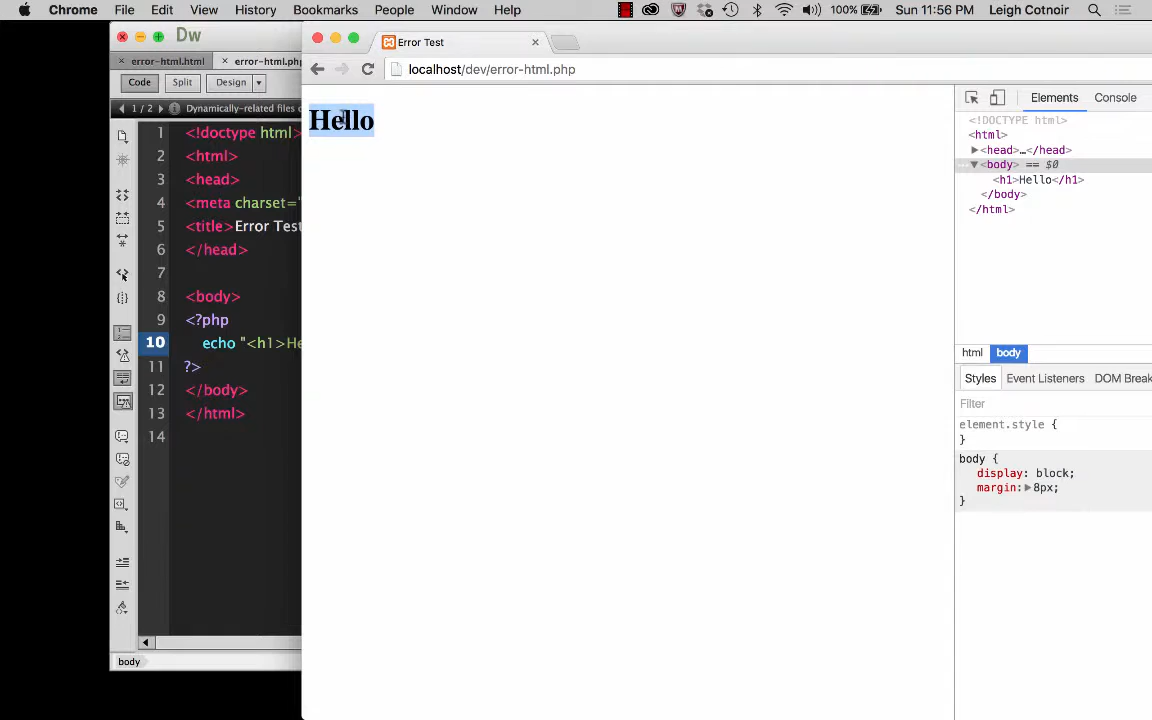 Chrome File Edit View History Bookmarks People Window Help 100% Sun 11:56 PM Leigh Cotnoir
Dw
error-html.html error-html.php
Code Split Design
1 / 2 Dynamically-related files
1 <!doctype html>
2 <html>
3 <head>
4 <meta charset="
5 <title>Error Test
6 </head>
7
8 <body>
9 <?php
10 echo "<h1>He
11 ?>
12 </body>
13 </html>
14
body
Error Test
localhost/dev/error-html.php
Hello
Elements Console
<!DOCTYPE html>
<html>
<head>…</head>
<body> == $0
<h1>Hello</h1>
</body>
</html>
html body
Styles Event Listeners DOM Break
Filter
element.style {
}
body {
display: block;
margin: 8px;
}